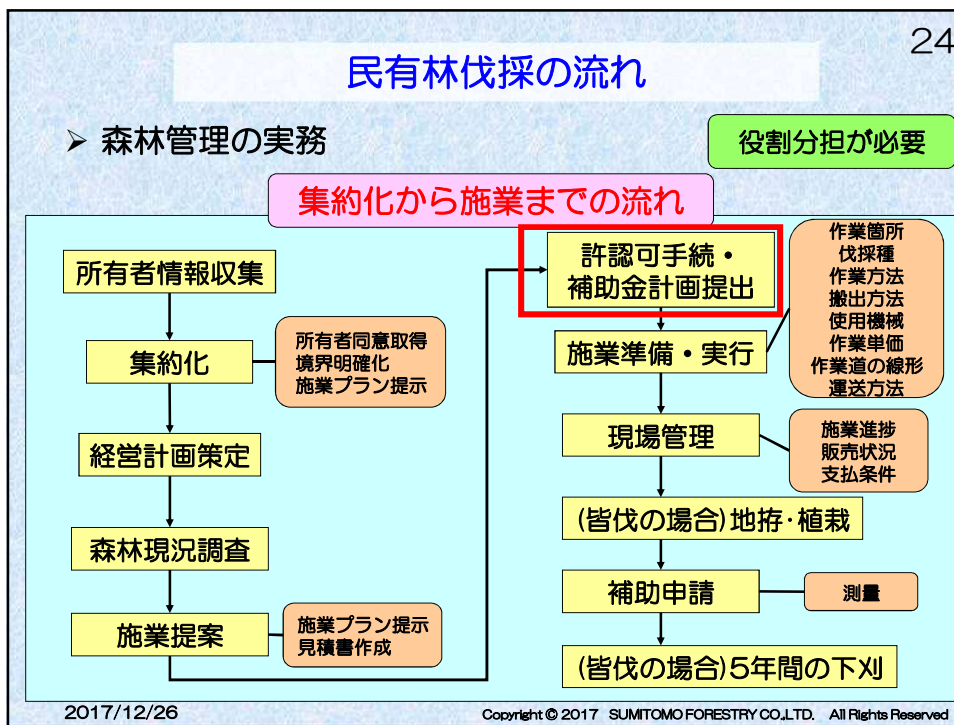 24
民有林伐採の流れ
➢ 森林管理の実務
役割分担が必要
集約化から施業までの流れ
所有者情報収集
集約化
所有者同意取得
境界明確化
施業プラン提示
経営計画策定
森林現況調査
施業提案
施業プラン提示
見積書作成
許認可手続・
補助金計画提出
施業準備・実行
作業箇所
伐採種
作業方法
搬出方法
使用機械
作業単価
作業道の線形
運送方法
現場管理
施業進捗
販売状況
支払条件
(皆伐の場合)地拵・植栽
補助申請
測量
(皆伐の場合)5年間の下刈
2017/12/26
Copyright © 2017 SUMITOMO FORESTRY CO.,LTD. All Rights Reserved